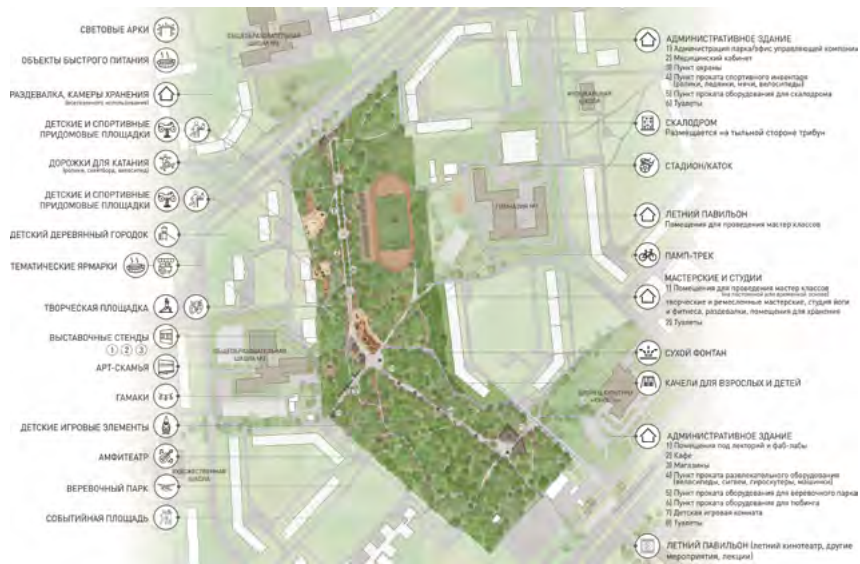 СВЕТОВЫЕ АРКИ
ОБЪЕКТЫ БЫСТРОГО ПИТАНИЯ
РАЗДЕВАЛКА, КАМЕРЫ ХРАНЕНИЯ
ДЕТСКИЕ И СПОРТИВНЫЕ
ПРИДОМОВЫЕ ПЛОЩАДКИ
ДОРОЖКИ ДЛЯ КАТАНИЯ
(ролики, скейтборд, велосипед)
ДЕТСКИЕ И СПОРТИВНЫЕ
ПРИДОМОВЫЕ ПЛОЩАДКИ
ДЕТСКИЙ ДЕРЕВЯННЫЙ ГОРОДОК
ТЕМАТИЧЕСКИЕ ЯРМАРКИ
ТВОРЧЕСКАЯ ПЛОЩАДКА
ВЫСТАВОЧНЫЕ СТЕНДЫ
1 2 3
АРТ-СКАМЬЯ
ГАМАКИ
ДЕТСКИЕ ИГРОВЫЕ ЭЛЕМЕНТЫ
АМФИТЕАТР
ВЕРЕВОЧНЫЙ ПАРК
СОБЫТИЙНАЯ ПЛОЩАДЬ
ОБЩЕОБРАЗОВАТЕЛЬНАЯ
ОБЩЕОБРАЗОВАТЕЛЬНАЯ
ХУДОЖЕСТВЕННАЯ
ШКОЛА
ШКОЛА
АДМИНИСТРАТИВНОЕ ЗДАНИЕ
1) Администрация парка/офис управляющей компании
2) Медицинский кабинет
3) Пункт охраны
4) Пункт проката спортивного инвентаря
(ролики, ледянки, мячи, велосипеды)
5) Пункт проката оборудования для скалодрома
6) Туалеты
СКАЛОДРОМ
Размещается на тыльной стороне трибун
СТАДИОН/КАТОК
ЛЕТНИЙ ПАВИЛЬОН
Помещения для проведения мастер классов
ПАМП-ТРЕК
МАСТЕРСКИЕ И СТУДИИ
1) Помещения для проведения мастер классов
творческие и ремесленные мастерские, студия йоги
и фитнеса, раздевалки, помещения для хранения
2) Туалеты
СУХОЙ ФОНТАН
КАЧЕЛИ ДЛЯ ВЗРОСЛЫХ И ДЕТЕЙ
АДМИНИСТРАТИВНОЕ ЗДАНИЕ
1) Помещения под лекторий и фаб-лабы
2) Кафе
3) Магазины
4) Пункт проката развлекательного оборудования
(велосипеды, сигвеи, гироскутеры, машинки)
5) Пункт проката оборудования для веревочного парка
6) Пункт проката оборудования для тюбинга
7) Детская игровая комната
8) Туалеты
ЛЕТНИЙ ПАВИЛЬОН (летний кинотеатр, другие
мероприятия, лекции)